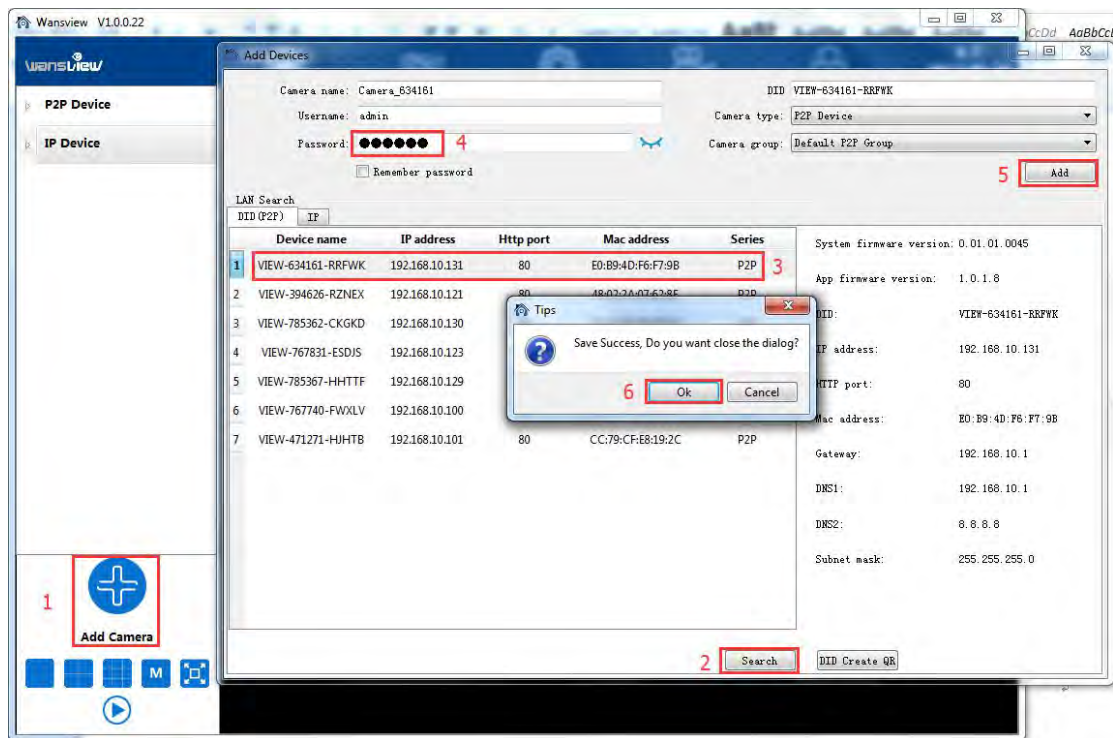 Wansview V1.0.0.22
AaBbCc
wansview
Add Devices
P2P Device
IP Device
Camera name: Camera_634161
DID VIEW-634161-RRFWK
Username: admin
Camera type: P2P Device
Password: ●●●●●● 4
Camera group: Default P2P Group
Remember password
5 Add
LAN Search
DID(P2P) IP
Device name IP address Http port Mac address Series
1 VIEW-634161-RRFWK 192.168.10.131 80 E0:B9:4D:F6:F7:9B P2P 3
2 VIEW-394626-RZNEX 192.168.10.121 80 48:02:2A:07:62:8E P2P
3 VIEW-785362-CKGKD 192.168.10.130
4 VIEW-767831-ESDJS 192.168.10.123
5 VIEW-785367-HHTTF 192.168.10.129
6 VIEW-767740-FWXLV 192.168.10.100
7 VIEW-471271-HJHTB 192.168.10.101 80 CC:79:CF:E8:19:2C P2P
System firmware version: 0.01.01.0045
App firmware version: 1.0.1.8
DID: VIEW-634161-RRFWK
IP address: 192.168.10.131
HTTP port: 80
Mac address: E0:B9:4D:F6:F7:9B
Gateway: 192.168.10.1
DNS1: 192.168.10.1
DNS2: 8.8.8.8
Subnet mask: 255.255.255.0
Tips
Save Success, Do you want close the dialog?
6 Ok Cancel
1
Add Camera
M
2 Search DID Create QR